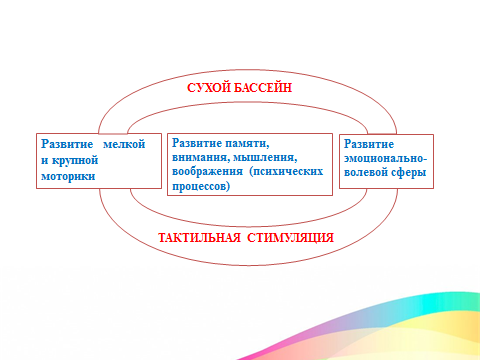 СУХОЙ БАССЕЙН
Развитие мелкой
и крупной
моторики
Развитие памяти,
внимания, мышления,
воображения (психических
процессов)
Развитие
эмоционально-
волевой сферы
ТАКТИЛЬНАЯ СТИМУЛЯЦИЯ